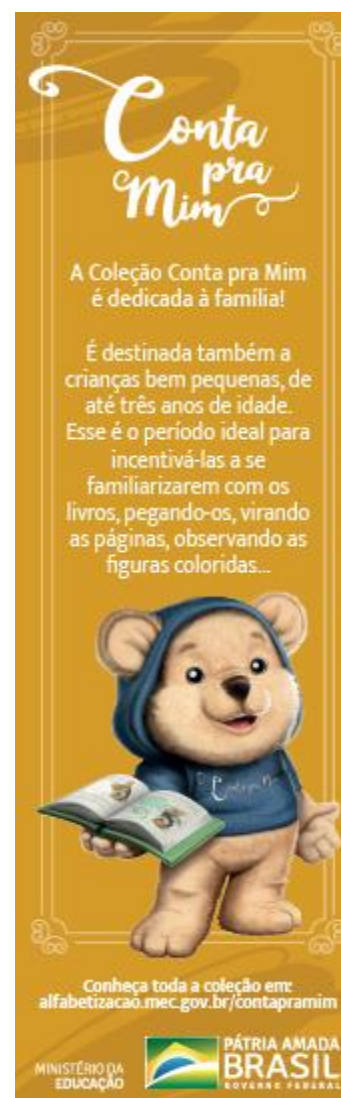 Conta
pra
Mim
A Coleção Conta pra Mim
é dedicada à família!
É destinada também a
crianças bem pequenas, de
até três anos de idade.
Esse é o período ideal para
incentivá-las a se
familiarizarem com os
livros, pegando-os, virando
as páginas, observando as
figuras coloridas...
Conta pra Mim
Conheça toda a coleção em:
alfabetizacao.mec.gov.br/contapramim
MINISTÉRIO DA
EDUCAÇÃO
PÁTRIA AMADA
BRASIL
GOVERNO FEDERAL